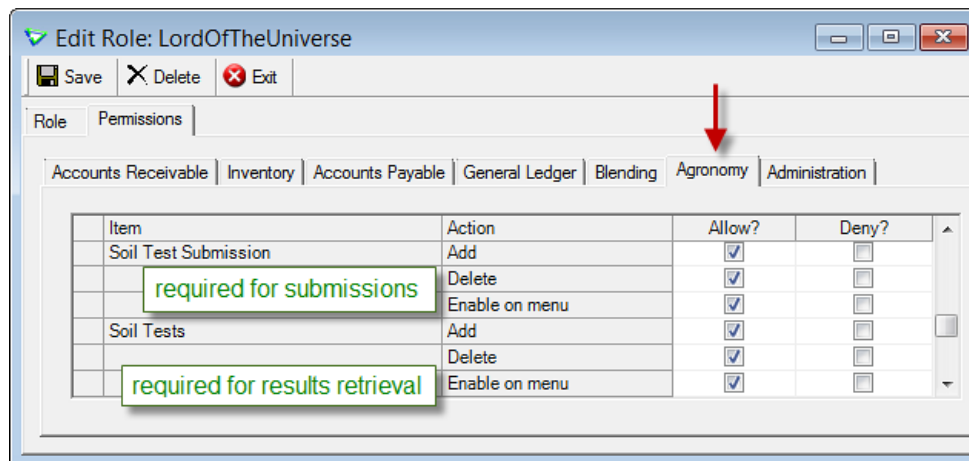 Edit Role: LordOfTheUniverse
Save Delete Exit
Role Permissions
Accounts Receivable Inventory Accounts Payable General Ledger Blending Agronomy Administration
Item Action Allow? Deny?
Soil Test Submission Add
Delete
required for submissions
Enable on menu
Soil Tests Add
Delete
required for results retrieval Enable on menu